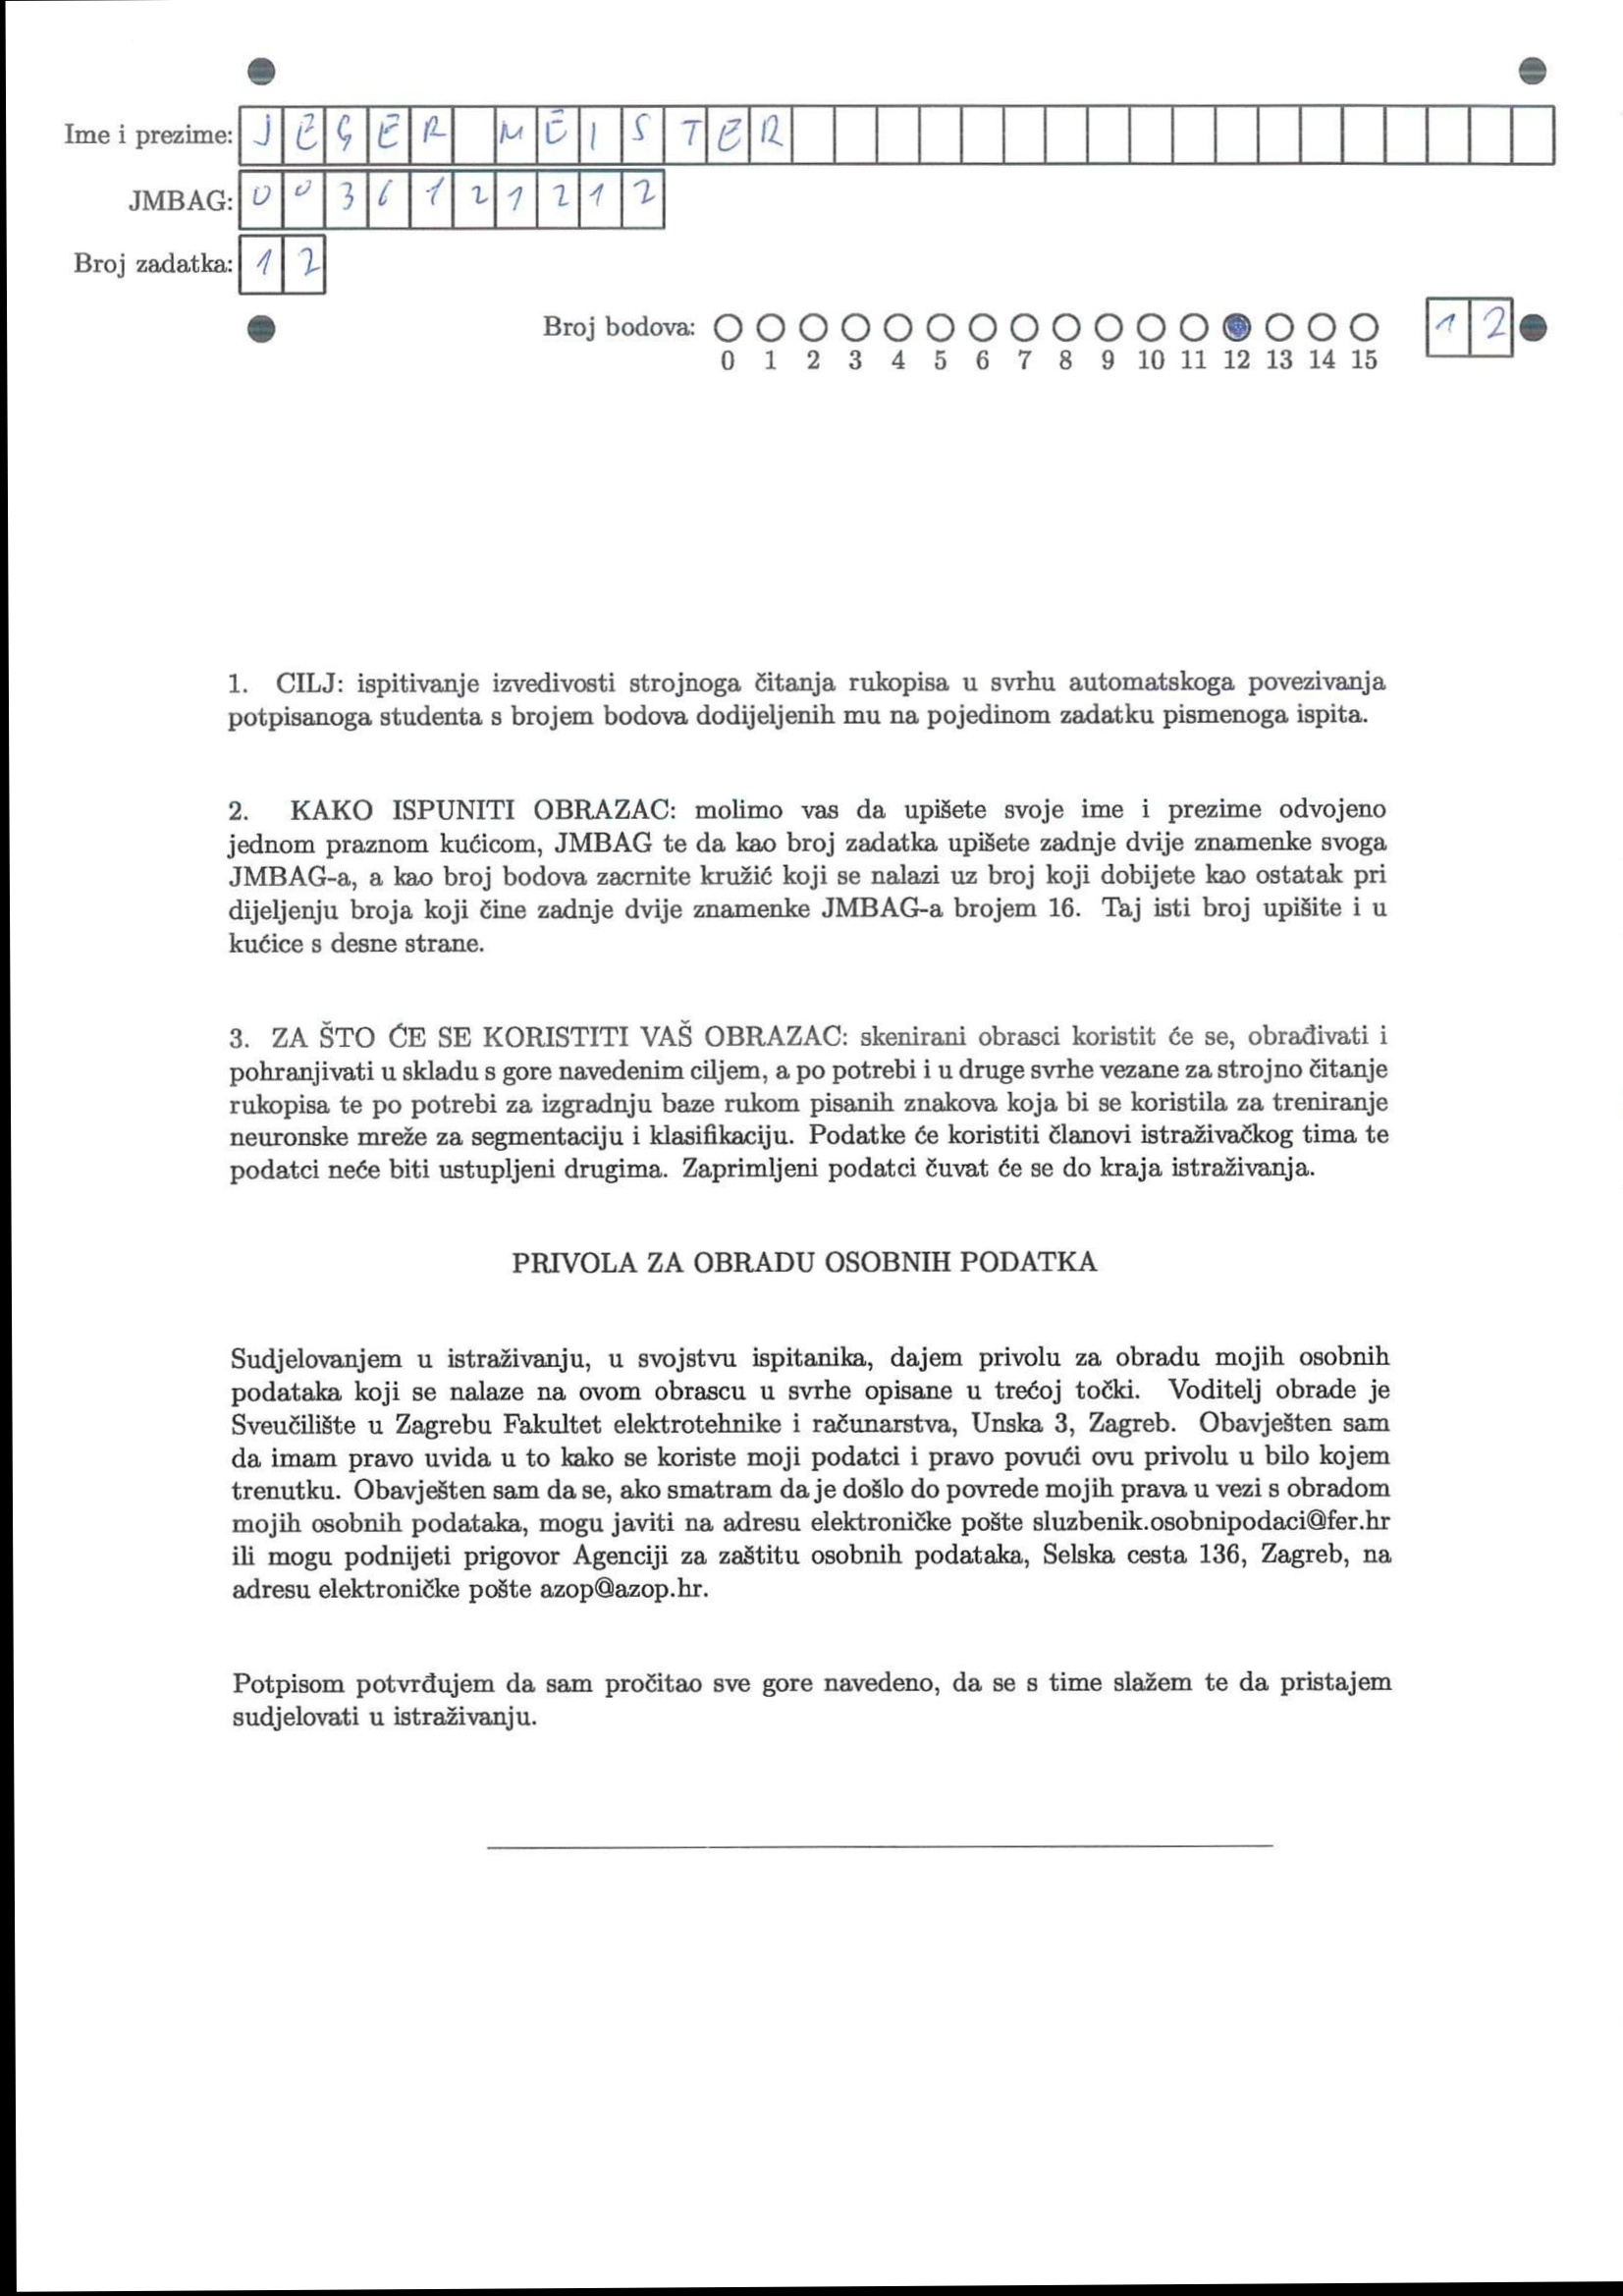 Ime i prezime: JEGER MEISTER
JMBAG: 0036121212
Broj zadatka: 12
Broj bodova: 12
0 1 2 3 4 5 6 7 8 9 10 11 12 13 14 15
1. CILJ: ispitivanje izvedivosti strojnoga čitanja rukopisa u svrhu automatskoga povezivanja
potpisanoga studenta s brojem bodova dodijeljenih mu na pojedinom zadatku pismenoga ispita.
2. KAKO ISPUNITI OBRAZAC: molimo vas da upišete svoje ime i prezime odvojeno
jednom praznom kućicom, JMBAG te da kao broj zadatka upišete zadnje dvije znamenke svoga
JMBAG-a, a kao broj bodova zacrnite kružić koji se nalazi uz broj koji dobijete kao ostatak pri
dijeljenju broja koji čine zadnje dvije znamenke JMBAG-a brojem 16. Taj isti broj upišite i u
kućice s desne strane.
3. ZA ŠTO ĆE SE KORISTITI VAŠ OBRAZAC: skenirani obrasci koristit će se, obrađivati i
pohranjivati u skladu s gore navedenim ciljem, a po potrebi i u druge svrhe vezane za strojno čitanje
rukopisa te po potrebi za izgradnju baze rukom pisanih znakova koja bi se koristila za treniranje
neuronske mreže za segmentaciju i klasifikaciju. Podatke će koristiti članovi istraživačkog tima te
podatci neće biti ustupljeni drugima. Zaprimljeni podatci čuvat će se do kraja istraživanja.
PRIVOLA ZA OBRADU OSOBNIH PODATKA
Sudjelovanjem u istraživanju, u svojstvu ispitanika, dajem privolu za obradu mojih osobnih
podataka koji se nalaze na ovom obrascu u svrhe opisane u trećoj točki. Voditelj obrade je
Sveučilište u Zagrebu Fakultet elektrotehnike i računarstva, Unska 3, Zagreb. Obavješten sam
da imam pravo uvida u to kako se koriste moji podatci i pravo povući ovu privolu u bilo kojem
trenutku. Obavješten sam da se, ako smatram da je došlo do povrede mojih prava u vezi s obradom
mojih osobnih podataka, mogu javiti na adresu elektroničke pošte sluzbenik.osobnipodaci@fer.hr
ili mogu podnijeti prigovor Agenciji za zaštitu osobnih podataka, Selska cesta 136, Zagreb, na
adresu elektroničke pošte azop@azop.hr.
Potpisom potvrđujem da sam pročitao sve gore navedeno, da se s time slažem te da pristajem
sudjelovati u istraživanju.